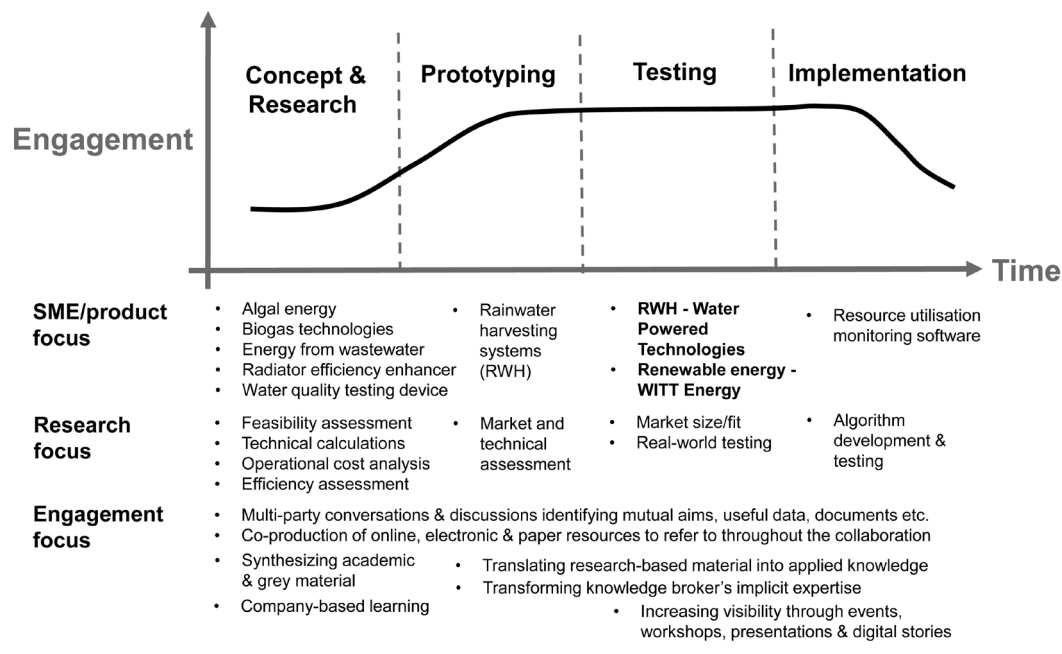 Concept &
Research
Prototyping
Testing
Implementation
Engagement
Time
SME/product
focus
• Algal energy
• Biogas technologies
• Energy from wastewater
• Radiator efficiency enhancer
• Water quality testing device
• Rainwater
harvesting
systems
(RWH)
• RWH - Water
Powered
Technologies
• Renewable energy -
WITT Energy
• Resource utilisation
monitoring software
Research
focus
• Feasibility assessment
• Technical calculations
• Operational cost analysis
• Efficiency assessment
• Market and
technical
assessment
• Market size/fit
• Real-world testing
• Algorithm
development &
testing
Engagement
focus
• Multi-party conversations & discussions identifying mutual aims, useful data, documents etc.
• Co-production of online, electronic & paper resources to refer to throughout the collaboration
• Synthesizing academic
& grey material
• Company-based learning
• Translating research-based material into applied knowledge
• Transforming knowledge broker's implicit expertise
• Increasing visibility through events,
workshops, presentations & digital stories